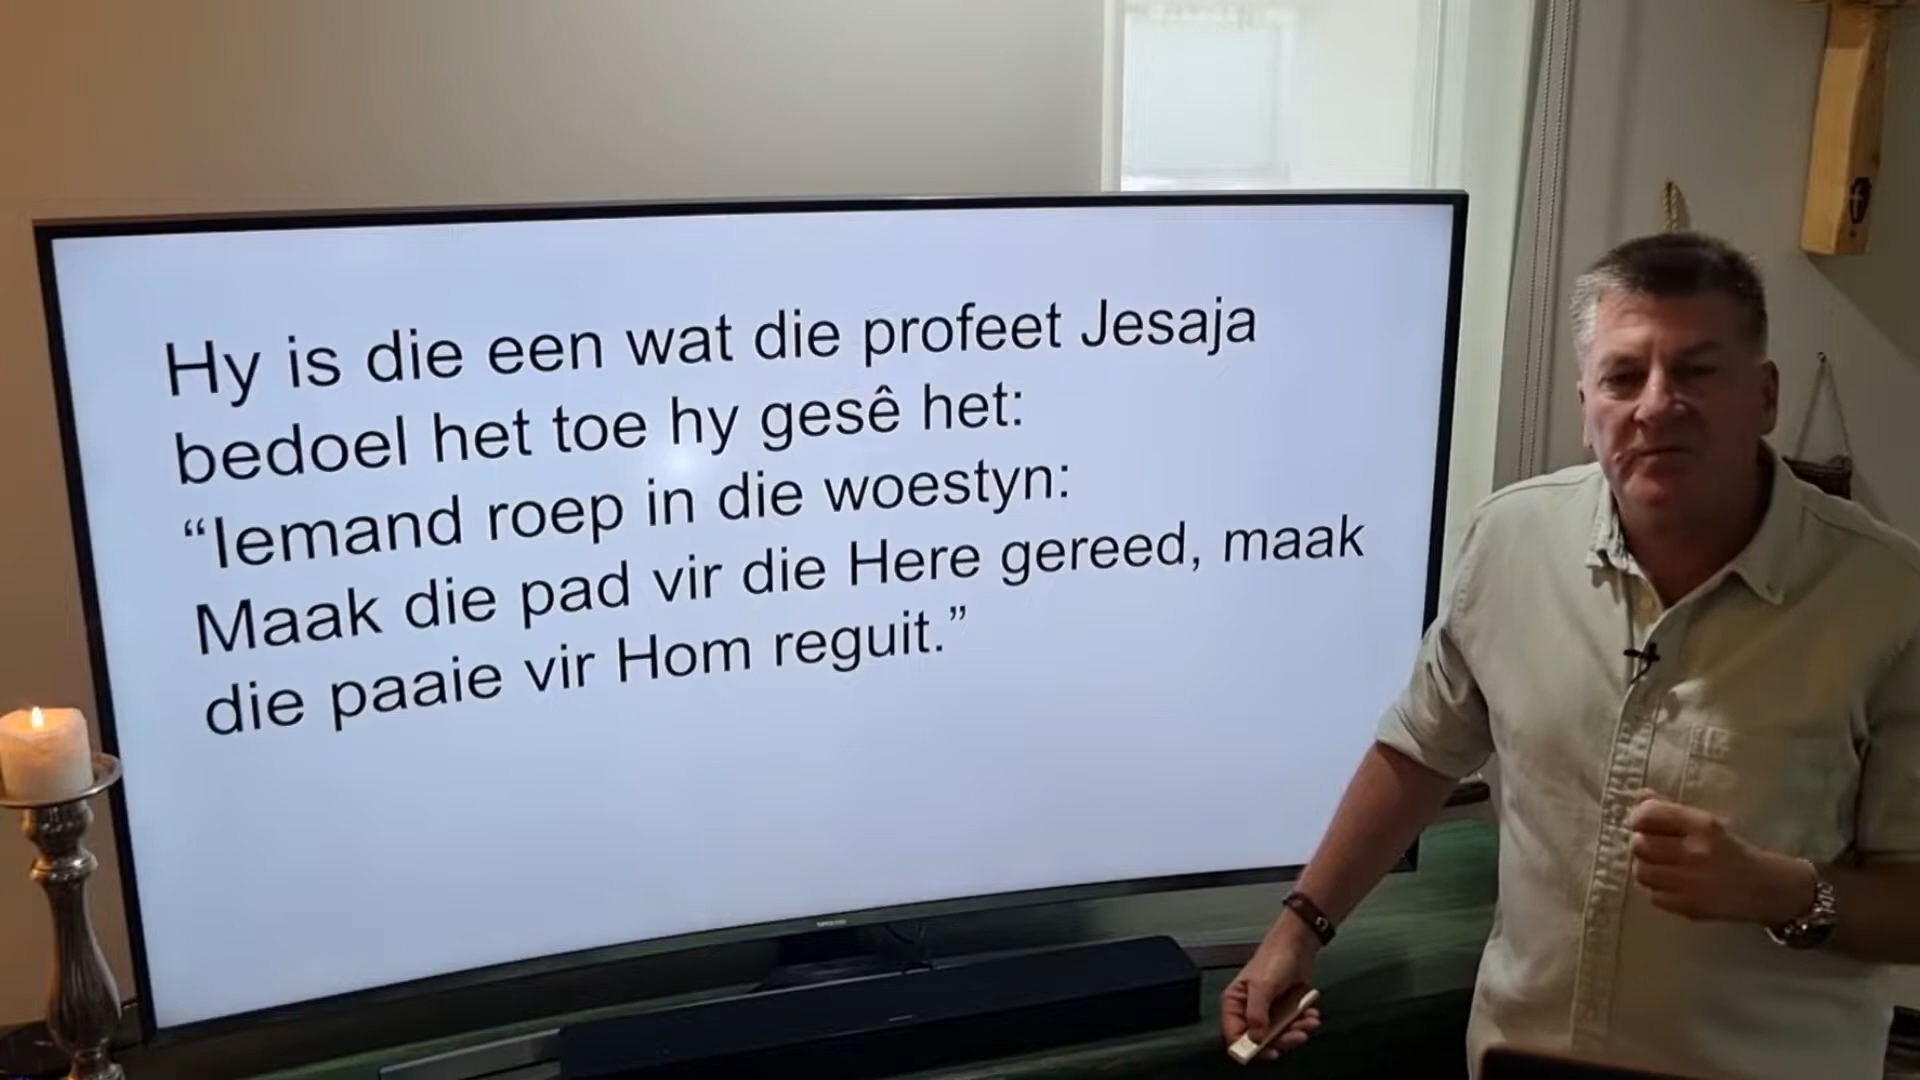 Hy is die een wat die profeet Jesaja
bedoel het toe hy gesê het:
“Iemand roep in die woestyn:
Maak die pad vir die Here gereed, maak
die paaie vir Hom reguit.”